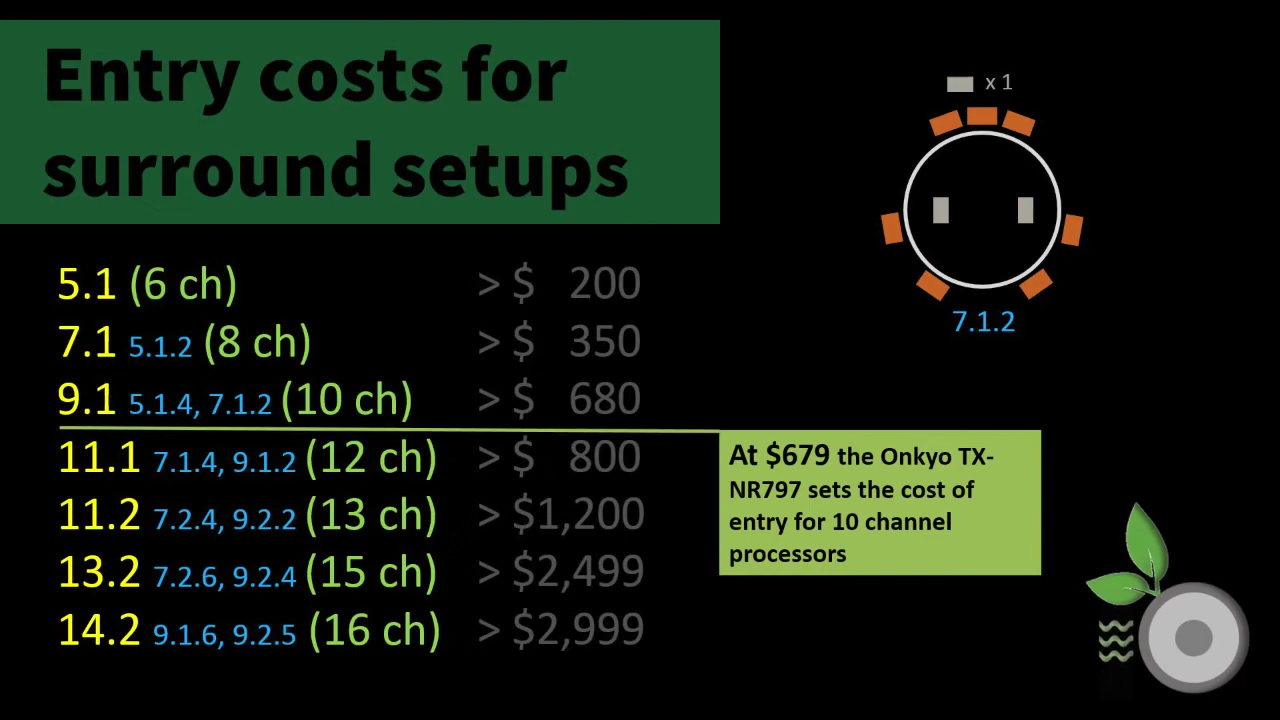 Entry costs for
surround setups
x 1
7.1.2
5.1 (6 ch) > $ 200
7.1 5.1.2 (8 ch) > $ 350
9.1 5.1.4, 7.1.2 (10 ch) > $ 680
11.1 7.1.4, 9.1.2 (12 ch) > $ 800
11.2 7.2.4, 9.2.2 (13 ch) > $1,200
13.2 7.2.6, 9.2.4 (15 ch) > $2,499
14.2 9.1.6, 9.2.5 (16 ch) > $2,999
At $679 the Onkyo TX-
NR797 sets the cost of
entry for 10 channel
processors